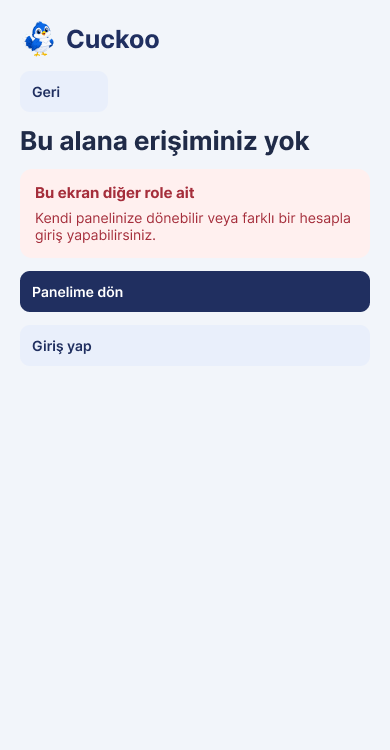 Cuckoo
Geri
Bu alana erişiminiz yok
Bu ekran diğer role ait
Kendi panelinize dönebilir veya farklı bir hesapla
giriş yapabilirsiniz.
Panelime dön
Giriş yap